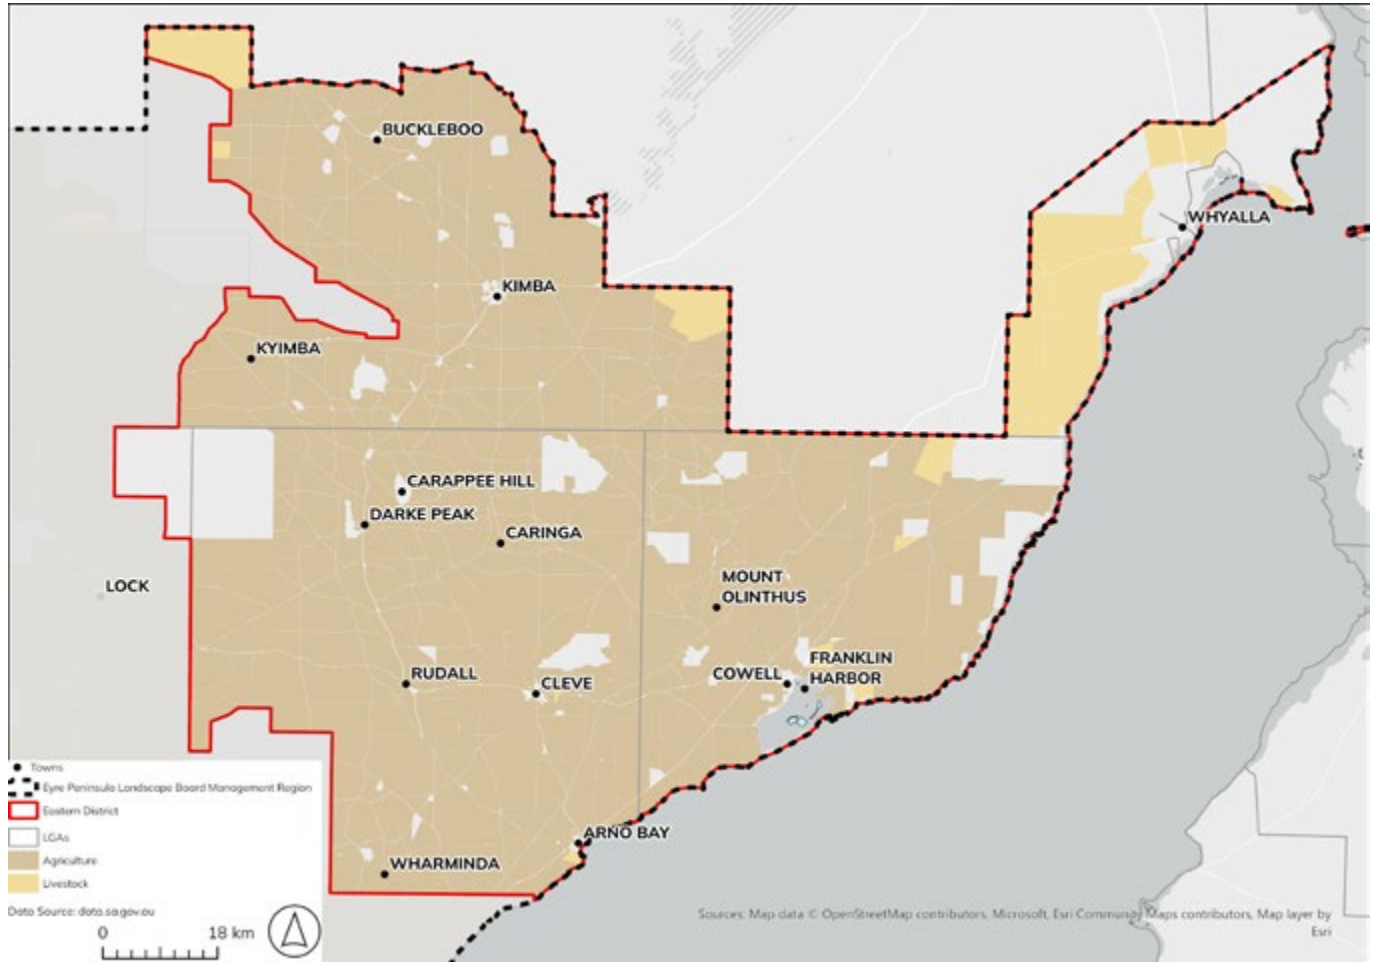 BUCKLEBOO
WHYALLA
KIMBA
KYIMBA
CARAPPEE HILL
DARKE PEAK
CARINGA
MOUNT
OLINTHUS
LOCK
FRANKLIN
HARBOR
COWELL
RUDALL
CLEVE
ARNO BAY
WHARMINDA
Towns
Eyre Peninsula Landscape Board Management Region
Eastern District
LGAs
Agriculture
Livestock
Data Source: data.sa.gov.au
0 18 km
Sources: Map data © OpenStreetMap contributors, Microsoft, Esri Community Maps contributors, Map layer by
Esri